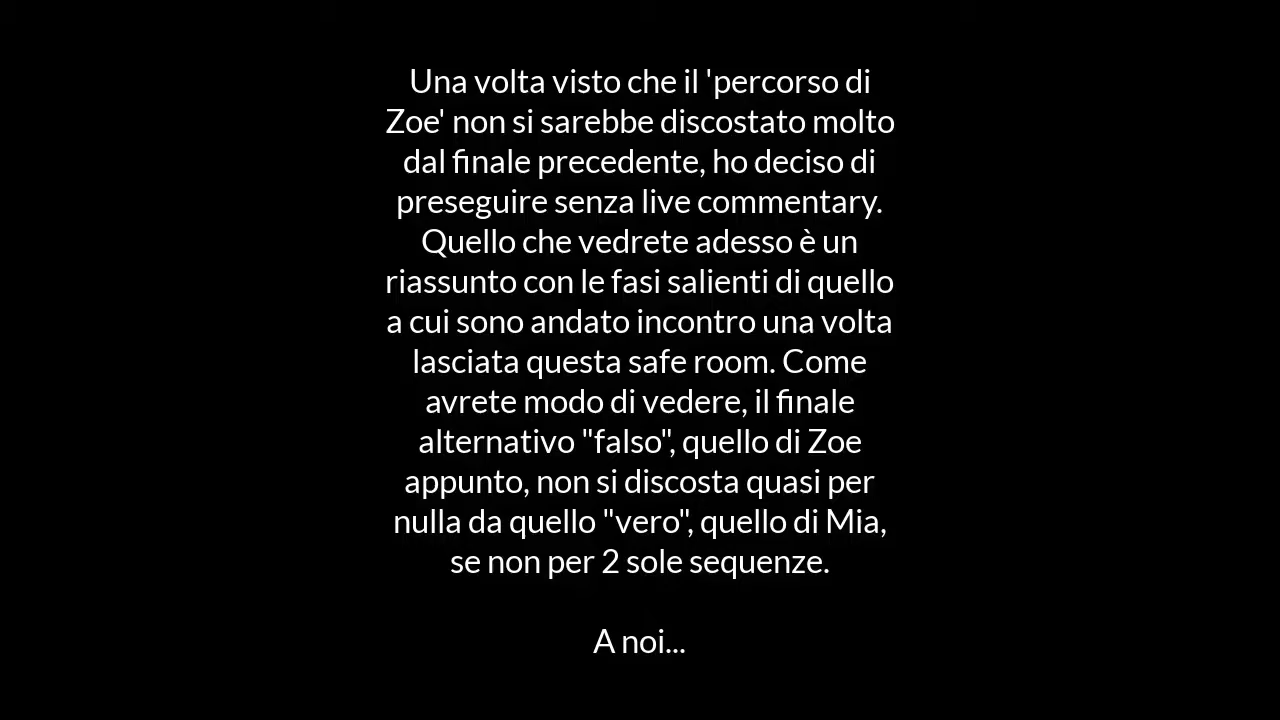 Una volta visto che il 'percorso di
Zoe' non si sarebbe discostato molto
dal finale precedente, ho deciso di
preseguire senza live commentary.
Quello che vedrete adesso è un
riassunto con le fasi salienti di quello
a cui sono andato incontro una volta
lasciata questa safe room. Come
avrete modo di vedere, il finale
alternativo "falso", quello di Zoe
appunto, non si discosta quasi per
nulla da quello "vero", quello di Mia,
se non per 2 sole sequenze.
A noi...